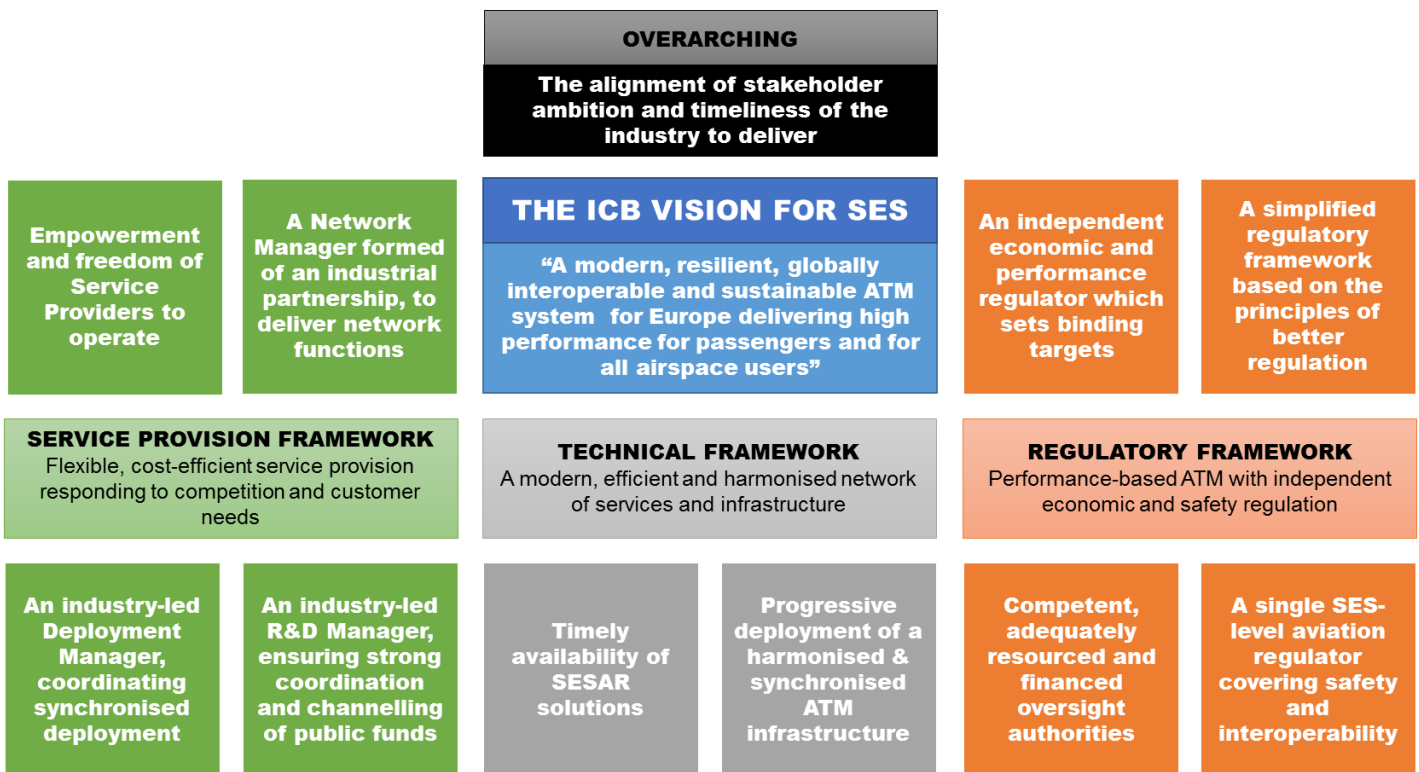 OVERARCHING
The alignment of stakeholder
ambition and timeliness of the
industry to deliver
Empowerment
and freedom of
Service
Providers to
operate
A Network
Manager formed
of an industrial
partnership, to
deliver network
functions
THE ICB VISION FOR SES
“A modern, resilient, globally
interoperable and sustainable ATM
system for Europe delivering high
performance for passengers and for
all airspace users”
An independent
economic and
performance
regulator which
sets binding
targets
A simplified
regulatory
framework
based on the
principles of
better
regulation
SERVICE PROVISION FRAMEWORK
Flexible, cost-efficient service provision
responding to competition and customer
needs
TECHNICAL FRAMEWORK
A modern, efficient and harmonised network
of services and infrastructure
REGULATORY FRAMEWORK
Performance-based ATM with independent
economic and safety regulation
An industry-led
Deployment
Manager,
coordinating
synchronised
deployment
An industry-led
R&D Manager,
ensuring strong
coordination
and channelling
of public funds
Timely
availability of
SESAR
solutions
Progressive
deployment of a
harmonised &
synchronised
ATM
infrastructure
Competent,
adequately
resourced and
financed
oversight
authorities
A single SES-
level aviation
regulator
covering safety
and
interoperability